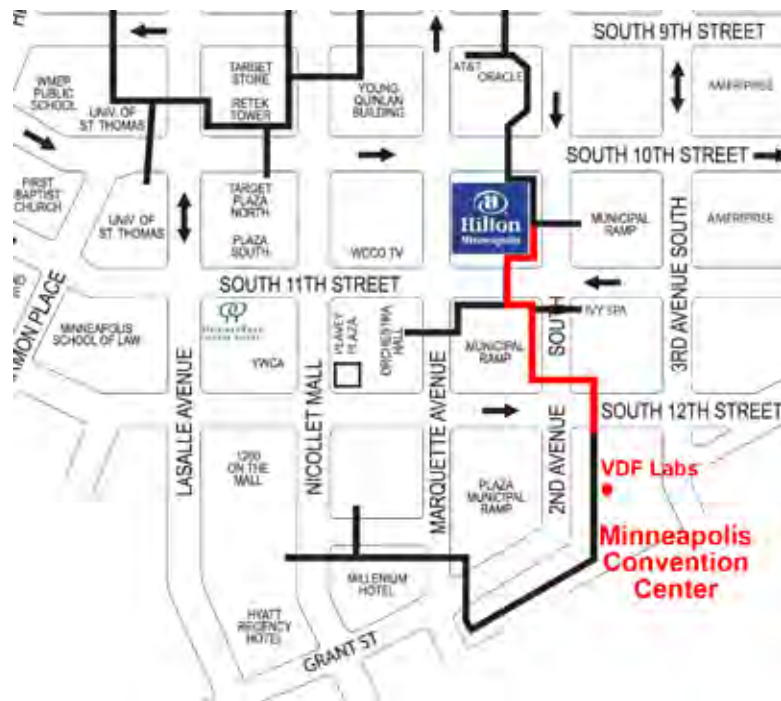 SOUTH 9TH STREET
WMEP
PUBLIC
SCHOOL
UNIV. OF
ST THOMAS
TARGET
STORE
RETEK
TOWER
YOUNG
QUINLAN
BUILDING
AT&T
ORACLE
AMERIPRISE
SOUTH 10TH STREET
FIRST
BAPTIST
CHURCH
UNIV. OF
ST THOMAS
TARGET
PLAZA
NORTH
PLAZA
SOUTH
WCCO TV
Hilton
Minneapolis
MUNICIPAL
RAMP
AMERIPRISE
SOUTH 11TH STREET
3RD AVENUE SOUTH
MINNEAPOLIS
SCHOOL OF LAW
YWCA
PEAVEY
PLAZA
ORCHESTRA
HALL
MUNICIPAL
RAMP
IVY SPA
LASALLE AVENUE
NICOLLET MALL
MARQUETTE AVENUE
2ND AVENUE SOUTH
SOUTH 12TH STREET
1200
ON THE
MALL
PLAZA
MUNICIPAL
RAMP
VDF Labs
Minneapolis
Convention
Center
MILLENIUM
HOTEL
HYATT
REGENCY
HOTEL
GRANT ST